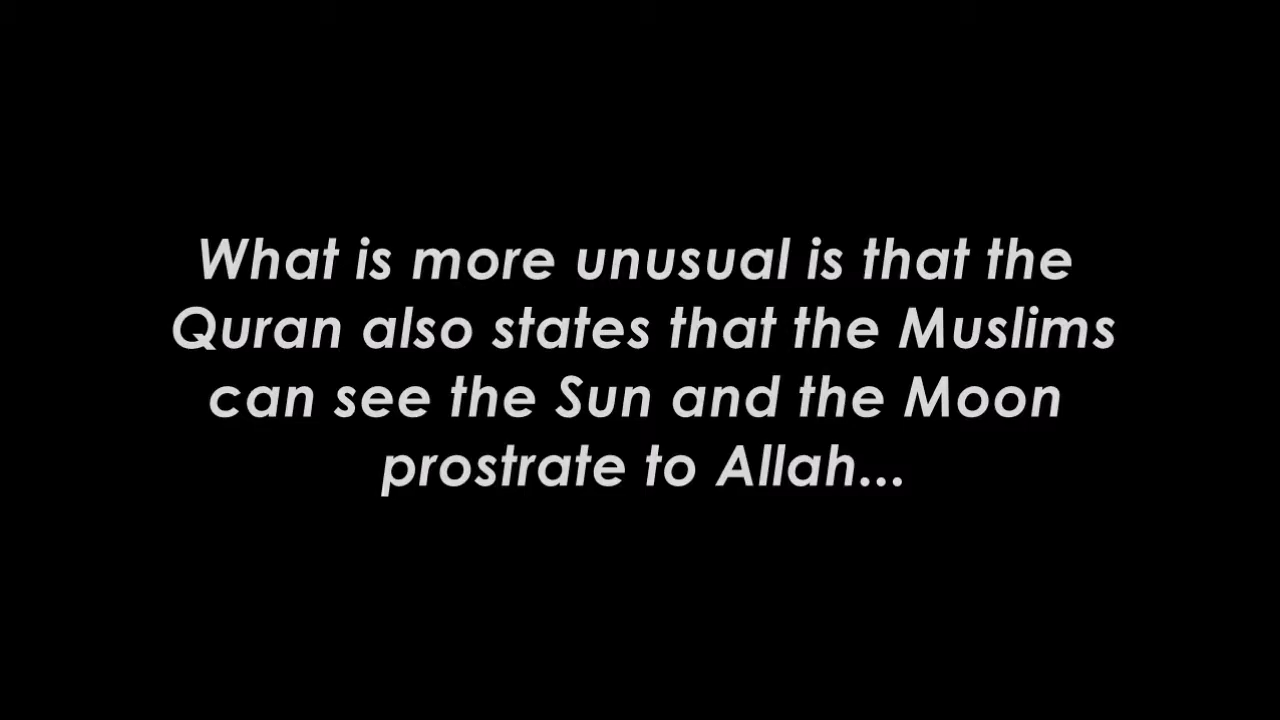 What is more unusual is that the
Quran also states that the Muslims
can see the Sun and the Moon
prostrate to Allah...